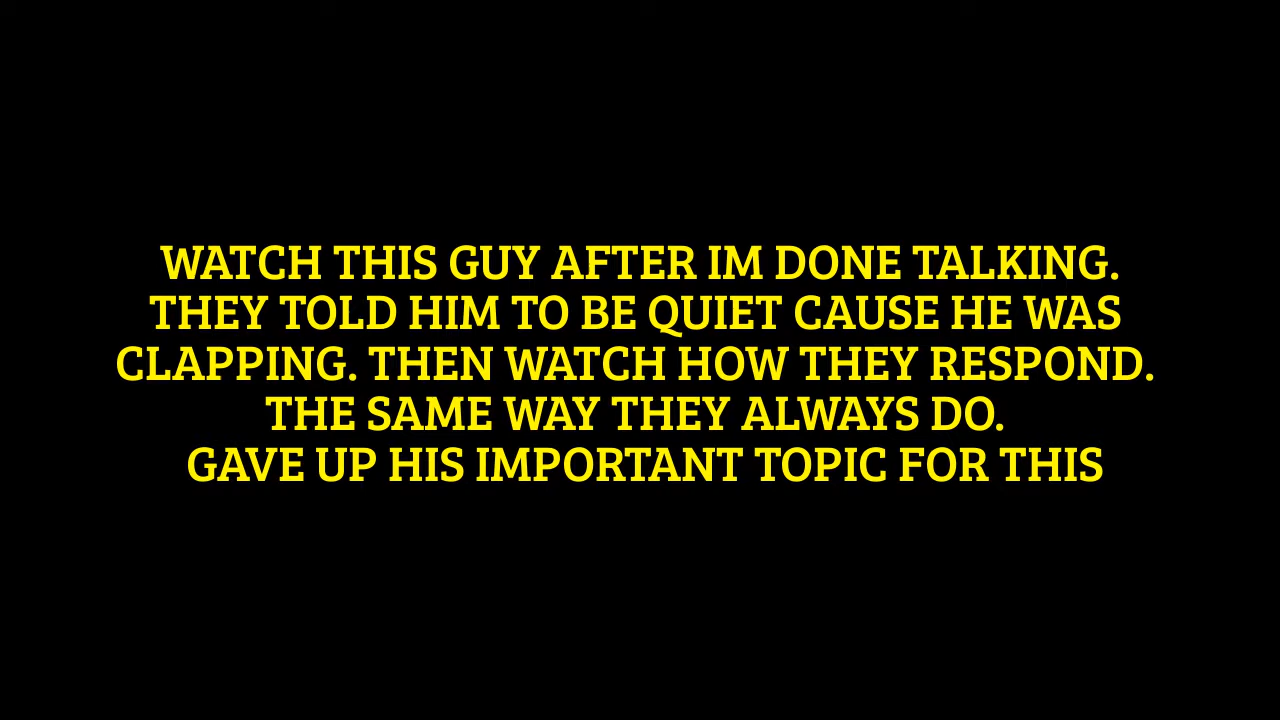 WATCH THIS GUY AFTER IM DONE TALKING.
THEY TOLD HIM TO BE QUIET CAUSE HE WAS
CLAPPING. THEN WATCH HOW THEY RESPOND.
THE SAME WAY THEY ALWAYS DO.
GAVE UP HIS IMPORTANT TOPIC FOR THIS